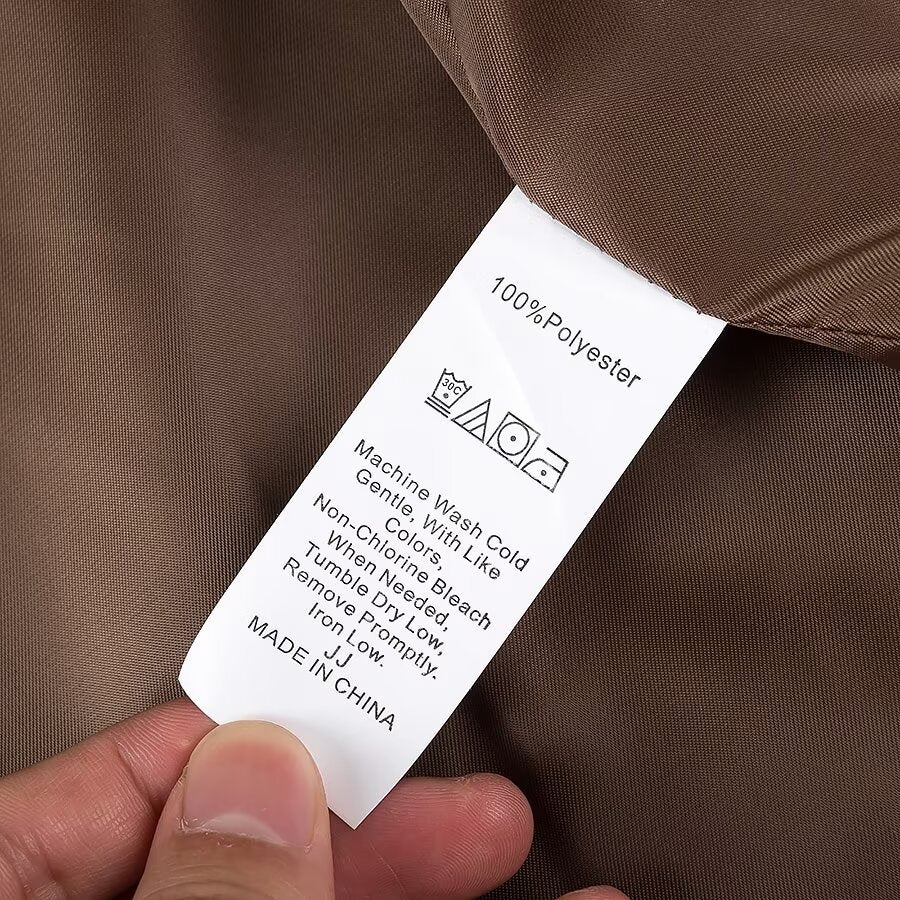 100%Polyester
30C
Machine Wash Cold
Gentle, With Like
Colors,
Non-Chlorine Bleach
When Needed,
Tumble Dry Low,
Remove Promptly.
Iron Low.
JJ
MADE IN CHINA